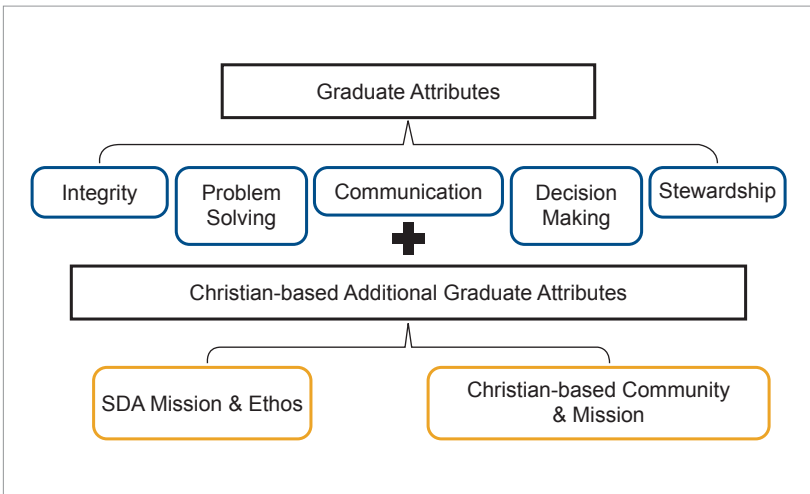 Graduate Attributes
Integrity
Problem
Solving
Communication
Decision
Making
Stewardship
Christian-based Additional Graduate Attributes
SDA Mission & Ethos
Christian-based Community
& Mission